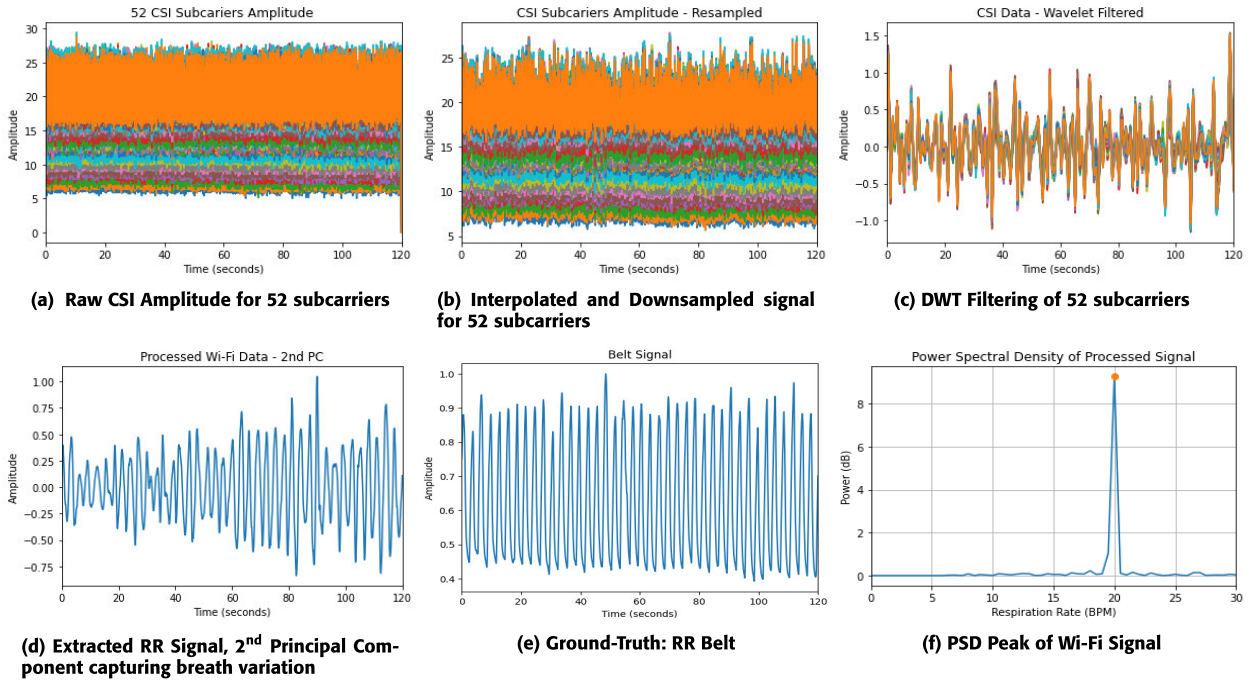 52 CSI Subcariers Amplitude
30
25
20
15
10
5
0
Amplitude
0 20 40 60 80 100 120
Time (seconds)
(a) Raw CSI Amplitude for 52 subcarriers
CSI Subcariers Amplitude - Resampled
25
20
15
10
5
Amplitude
0 20 40 60 80 100 120
Time (seconds)
(b) Interpolated and Downsampled signal
for 52 subcarriers
CSI Data - Wavelet Filtered
1.5
1.0
0.5
0.0
−0.5
−1.0
Amplitude
0 20 40 60 80 100 120
Time (seconds)
(c) DWT Filtering of 52 subcarriers
Processed Wi-Fi Data - 2nd PC
1.00
0.75
0.50
0.25
0.00
−0.25
−0.50
−0.75
Amplitude
0 20 40 60 80 100 120
Time (seconds)
(d) Extracted RR Signal, 2nd Principal Com-
ponent capturing breath variation
Belt Signal
1.0
0.9
0.8
0.7
0.6
0.5
0.4
Amplitude
0 20 40 60 80 100 120
Time (seconds)
(e) Ground-Truth: RR Belt
Power Spectral Density of Processed Signal
8
6
4
2
0
Power (dB)
0 5 10 15 20 25 30
Respiration Rate (BPM)
(f) PSD Peak of Wi-Fi Signal